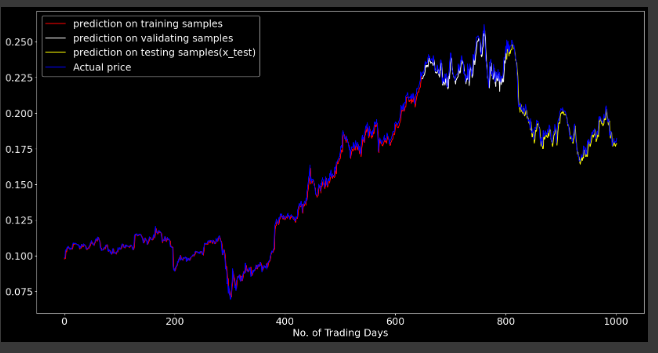 prediction on training samples
prediction on validating samples
prediction on testing samples(x_test)
Actual price
0.250
0.225
0.200
0.175
0.150
0.125
0.100
0.075
0 200 400 600 800 1000
No. of Trading Days